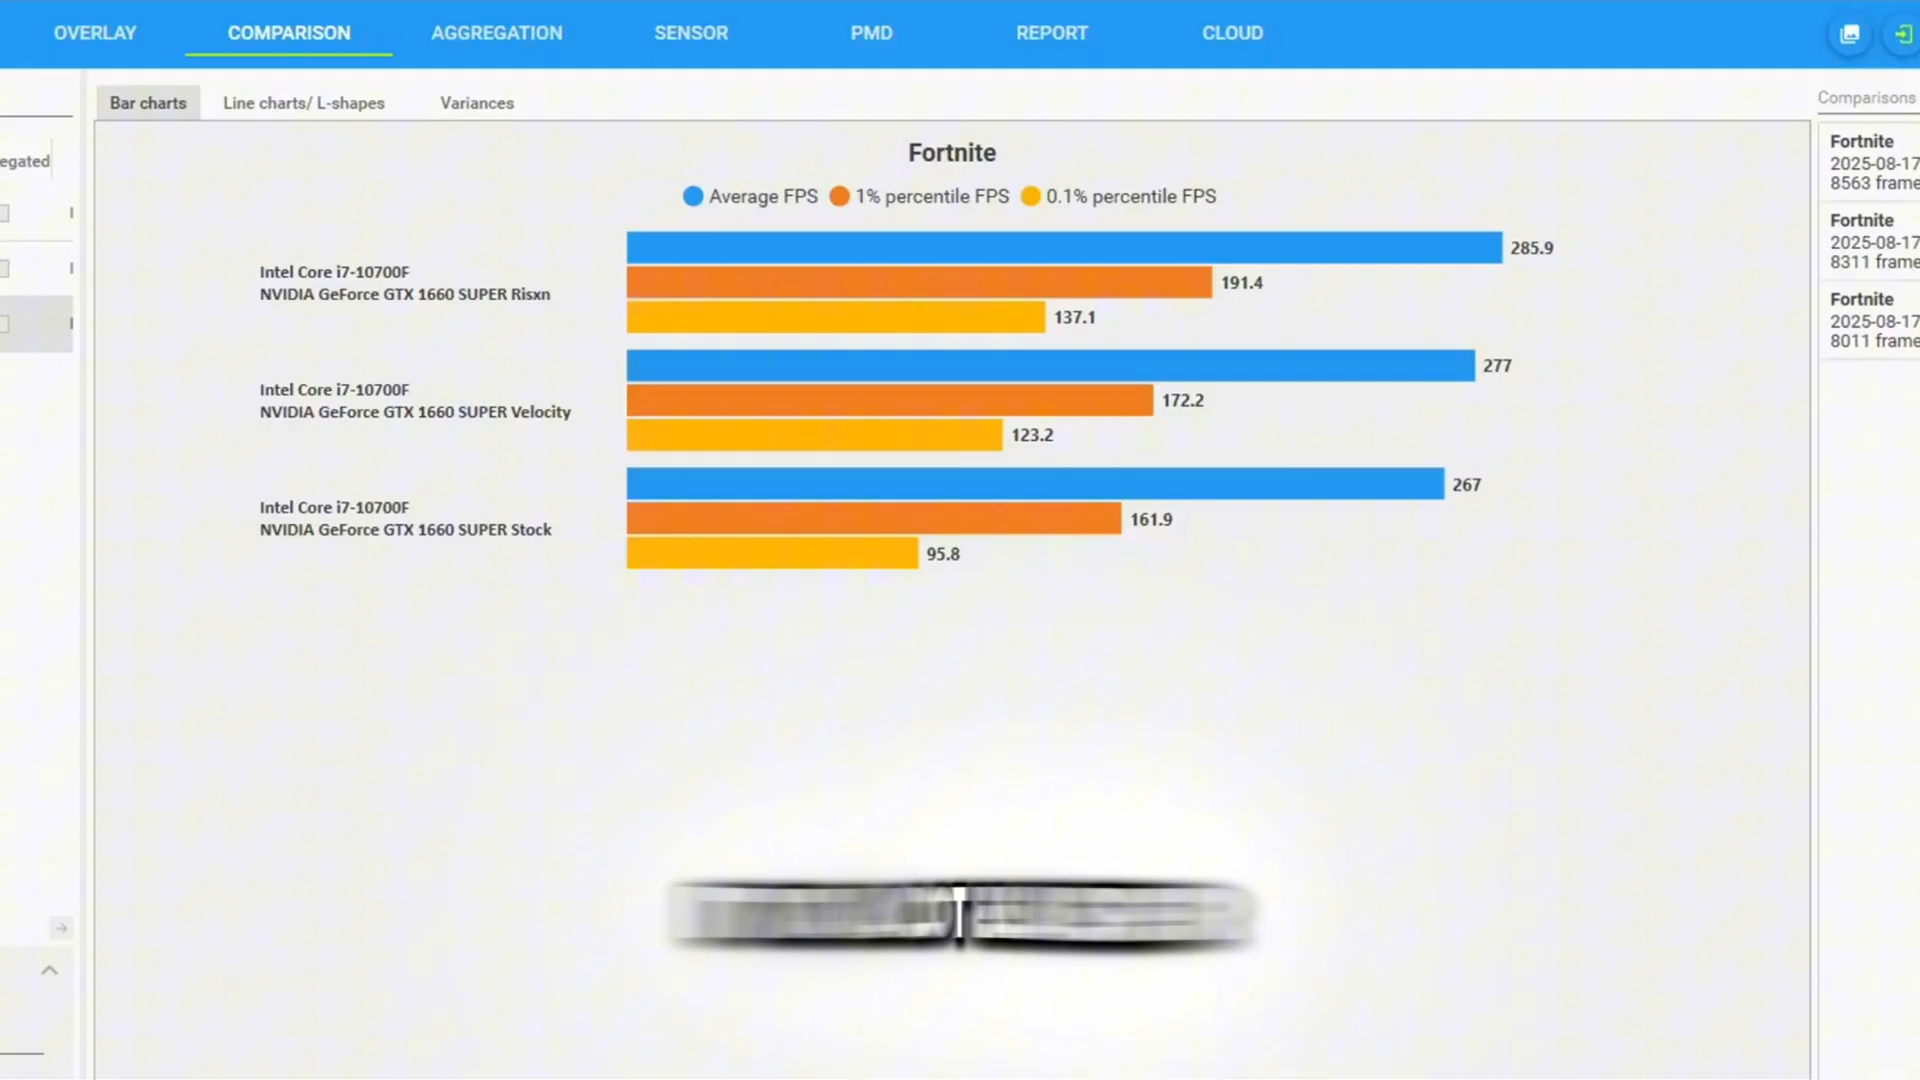 OVERLAY COMPARISON AGGREGATION SENSOR PMD REPORT CLOUD
Bar charts Line charts/ L-shapes Variances
Comparisons
egated
Fortnite
Average FPS 1% percentile FPS 0.1% percentile FPS
Intel Core i7-10700F
NVIDIA GeForce GTX 1660 SUPER Risxn
285.9
191.4
137.1
Intel Core i7-10700F
NVIDIA GeForce GTX 1660 SUPER Velocity
277
172.2
123.2
Intel Core i7-10700F
NVIDIA GeForce GTX 1660 SUPER Stock
267
161.9
95.8
Fortnite
2025-08-17
8563 frame
Fortnite
2025-08-17
8311 frame
Fortnite
2025-08-17
8011 frame